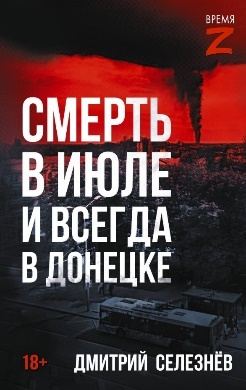 ВРЕМЯ
Z
СМЕРТЬ
В ИЮЛЕ
И ВСЕГДА
В ДОНЕЦКЕ
18+ ДМИТРИЙ СЕЛЕЗНЁВ